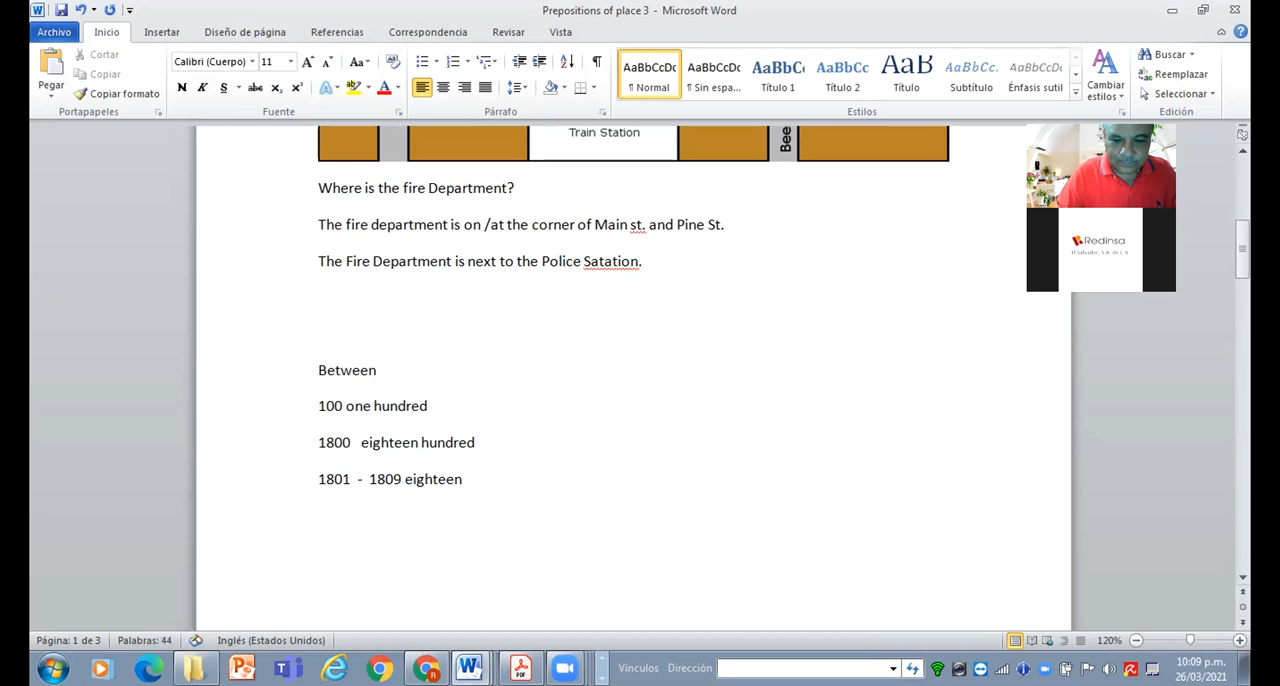 Prepositions of place 3 - Microsoft Word
Archivo Inicio Insertar Diseño de página Referencias Correspondencia Revisar Vista
Pegar
Cortar
Copiar
Copiar formato
Portapapeles
Calibri (Cuerpo) 11
Fuente
Párrafo
AaBbCcDc AaBbCcDc AaBbC AaBbCc AaB AaBbCc. AaBbCcDc
¶ Normal ¶ Sin espa... Título 1 Título 2 Título Subtítulo Énfasis sutil
Estilos
Cambiar
estilos
Buscar
Reemplazar
Seleccionar
Edición
Train Station
Bee
Where is the fire Department?
The fire department is on /at the corner of Main st. and Pine St.
The Fire Department is next to the Police Satation.
Redinsa
El Salvador, S.A. de C.V
Between
100 one hundred
1800 eighteen hundred
1801 - 1809 eighteen
Página: 1 de 3 Palabras: 44 Inglés (Estados Unidos) 120%
Vínculos Dirección
10:09 p.m.
26/03/2021